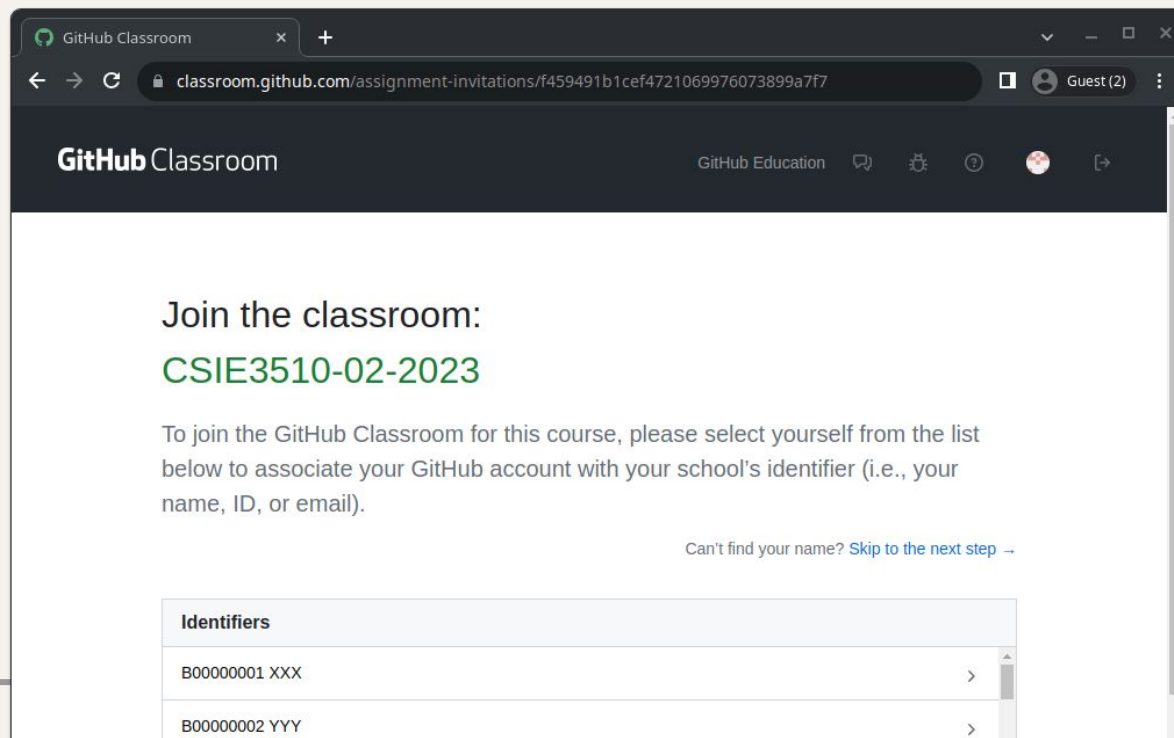 GitHub Classroom
classroom.github.com/assignment-invitations/f459491b1cef4721069976073899a7f7
Guest (2)
GitHub Classroom
GitHub Education
Join the classroom:
CSIE3510-02-2023
To join the GitHub Classroom for this course, please select yourself from the list
below to associate your GitHub account with your school's identifier (i.e., your
name, ID, or email).
Can't find your name? Skip to the next step →
Identifiers
B00000001 XXX
B00000002 YYY